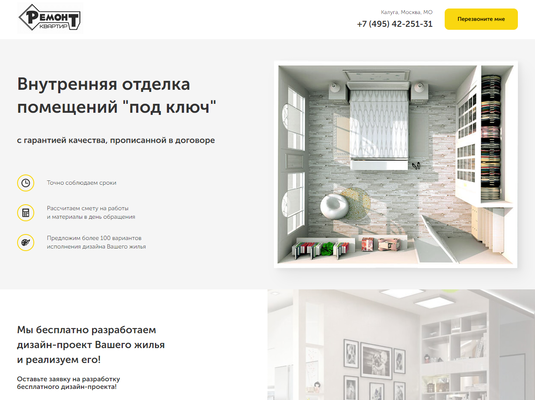 Ремонт
КВАРТИР
Калуга, Москва, МО
+7 (495) 42-251-31
Перезвоните мне
Внутренняя отделка
помещений "под ключ"
с гарантией качества, прописанной в договоре
Точно соблюдаем сроки
Рассчитаем смету на работы
и материалы в день обращения
Предложим более 100 вариантов
исполнения дизайна Вашего жилья
Мы бесплатно разработаем
дизайн-проект Вашего жилья
и реализуем его!
Оставьте заявку на разработку
бесплатного дизайн-проекта!